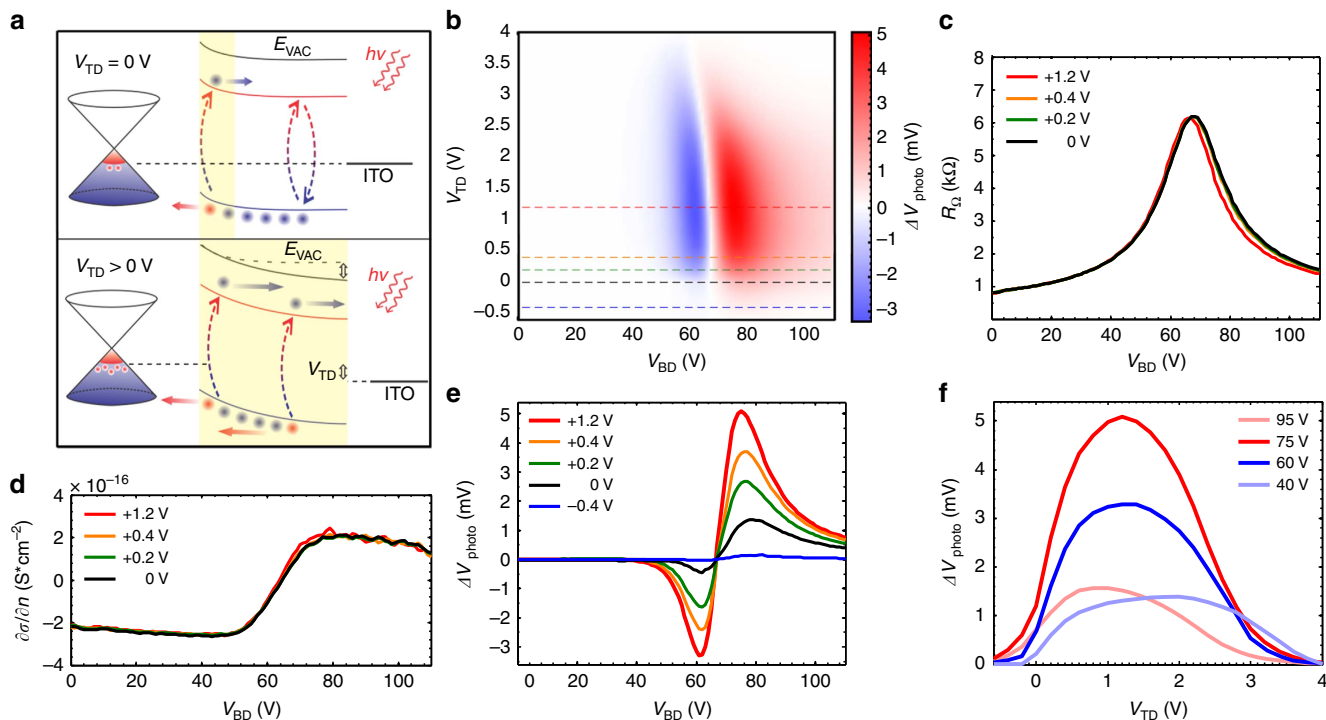 a
V_TD = 0 V
E_VAC
hv
ITO
V_TD > 0 V
E_VAC
hv
V_TD
ITO
b
4
3.5
3
2.5
2
1.5
1
0.5
0
−0.5
V_TD (V)
0 20 40 60 80 100
V_BD (V)
5
4
3
2
1
0
−1
−2
−3
ΔV_photo (mV)
c
8
7
6
5
4
3
2
1
0
R_Ω (kΩ)
+1.2 V
+0.4 V
+0.2 V
0 V
0 20 40 60 80 100
V_BD (V)
d
4 × 10^−16
2
0
−2
−4
∂σ/∂n (S*cm^−2)
+1.2 V
+0.4 V
+0.2 V
0 V
0 20 40 60 80 100
V_BD (V)
e
5
4
3
2
1
0
−1
−2
−3
ΔV_photo (mV)
+1.2 V
+0.4 V
+0.2 V
0 V
−0.4 V
0 20 40 60 80 100
V_BD (V)
f
5
4
3
2
1
0
ΔV_photo (mV)
95 V
75 V
60 V
40 V
0 1 2 3 4
V_TD (V)